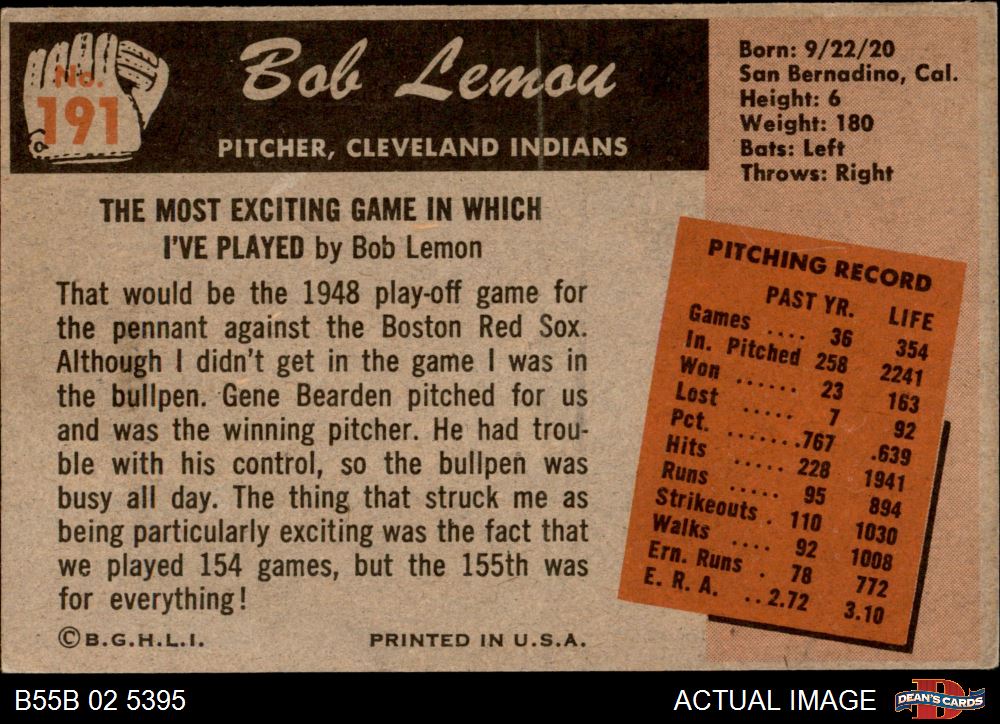 No.
191
Bob Lemon
PITCHER, CLEVELAND INDIANS
Born: 9/22/20
San Bernadino, Cal.
Height: 6
Weight: 180
Bats: Left
Throws: Right
THE MOST EXCITING GAME IN WHICH
I'VE PLAYED by Bob Lemon
That would be the 1948 play-off game for
the pennant against the Boston Red Sox.
Although I didn't get in the game I was in
the bullpen. Gene Bearden pitched for us
and was the winning pitcher. He had trou-
ble with his control, so the bullpen was
busy all day. The thing that struck me as
being particularly exciting was the fact that
we played 154 games, but the 155th was
for everything!
©B.G.H.L.I. PRINTED IN U.S.A.
PITCHING RECORD
PAST YR. LIFE
Games .... 36 354
In. Pitched 258 2241
Won ...... 23 163
Lost ..... 7 92
Pct. ....... .767 .639
Hits ..... 228 1941
Runs ..... 95 894
Strikeouts . 110 1030
Walks .... 92 1008
Ern. Runs . 78 772
E. R. A. .. 2.72 3.10
B55B 02 5395 ACTUAL IMAGE
DEAN'S CARDS